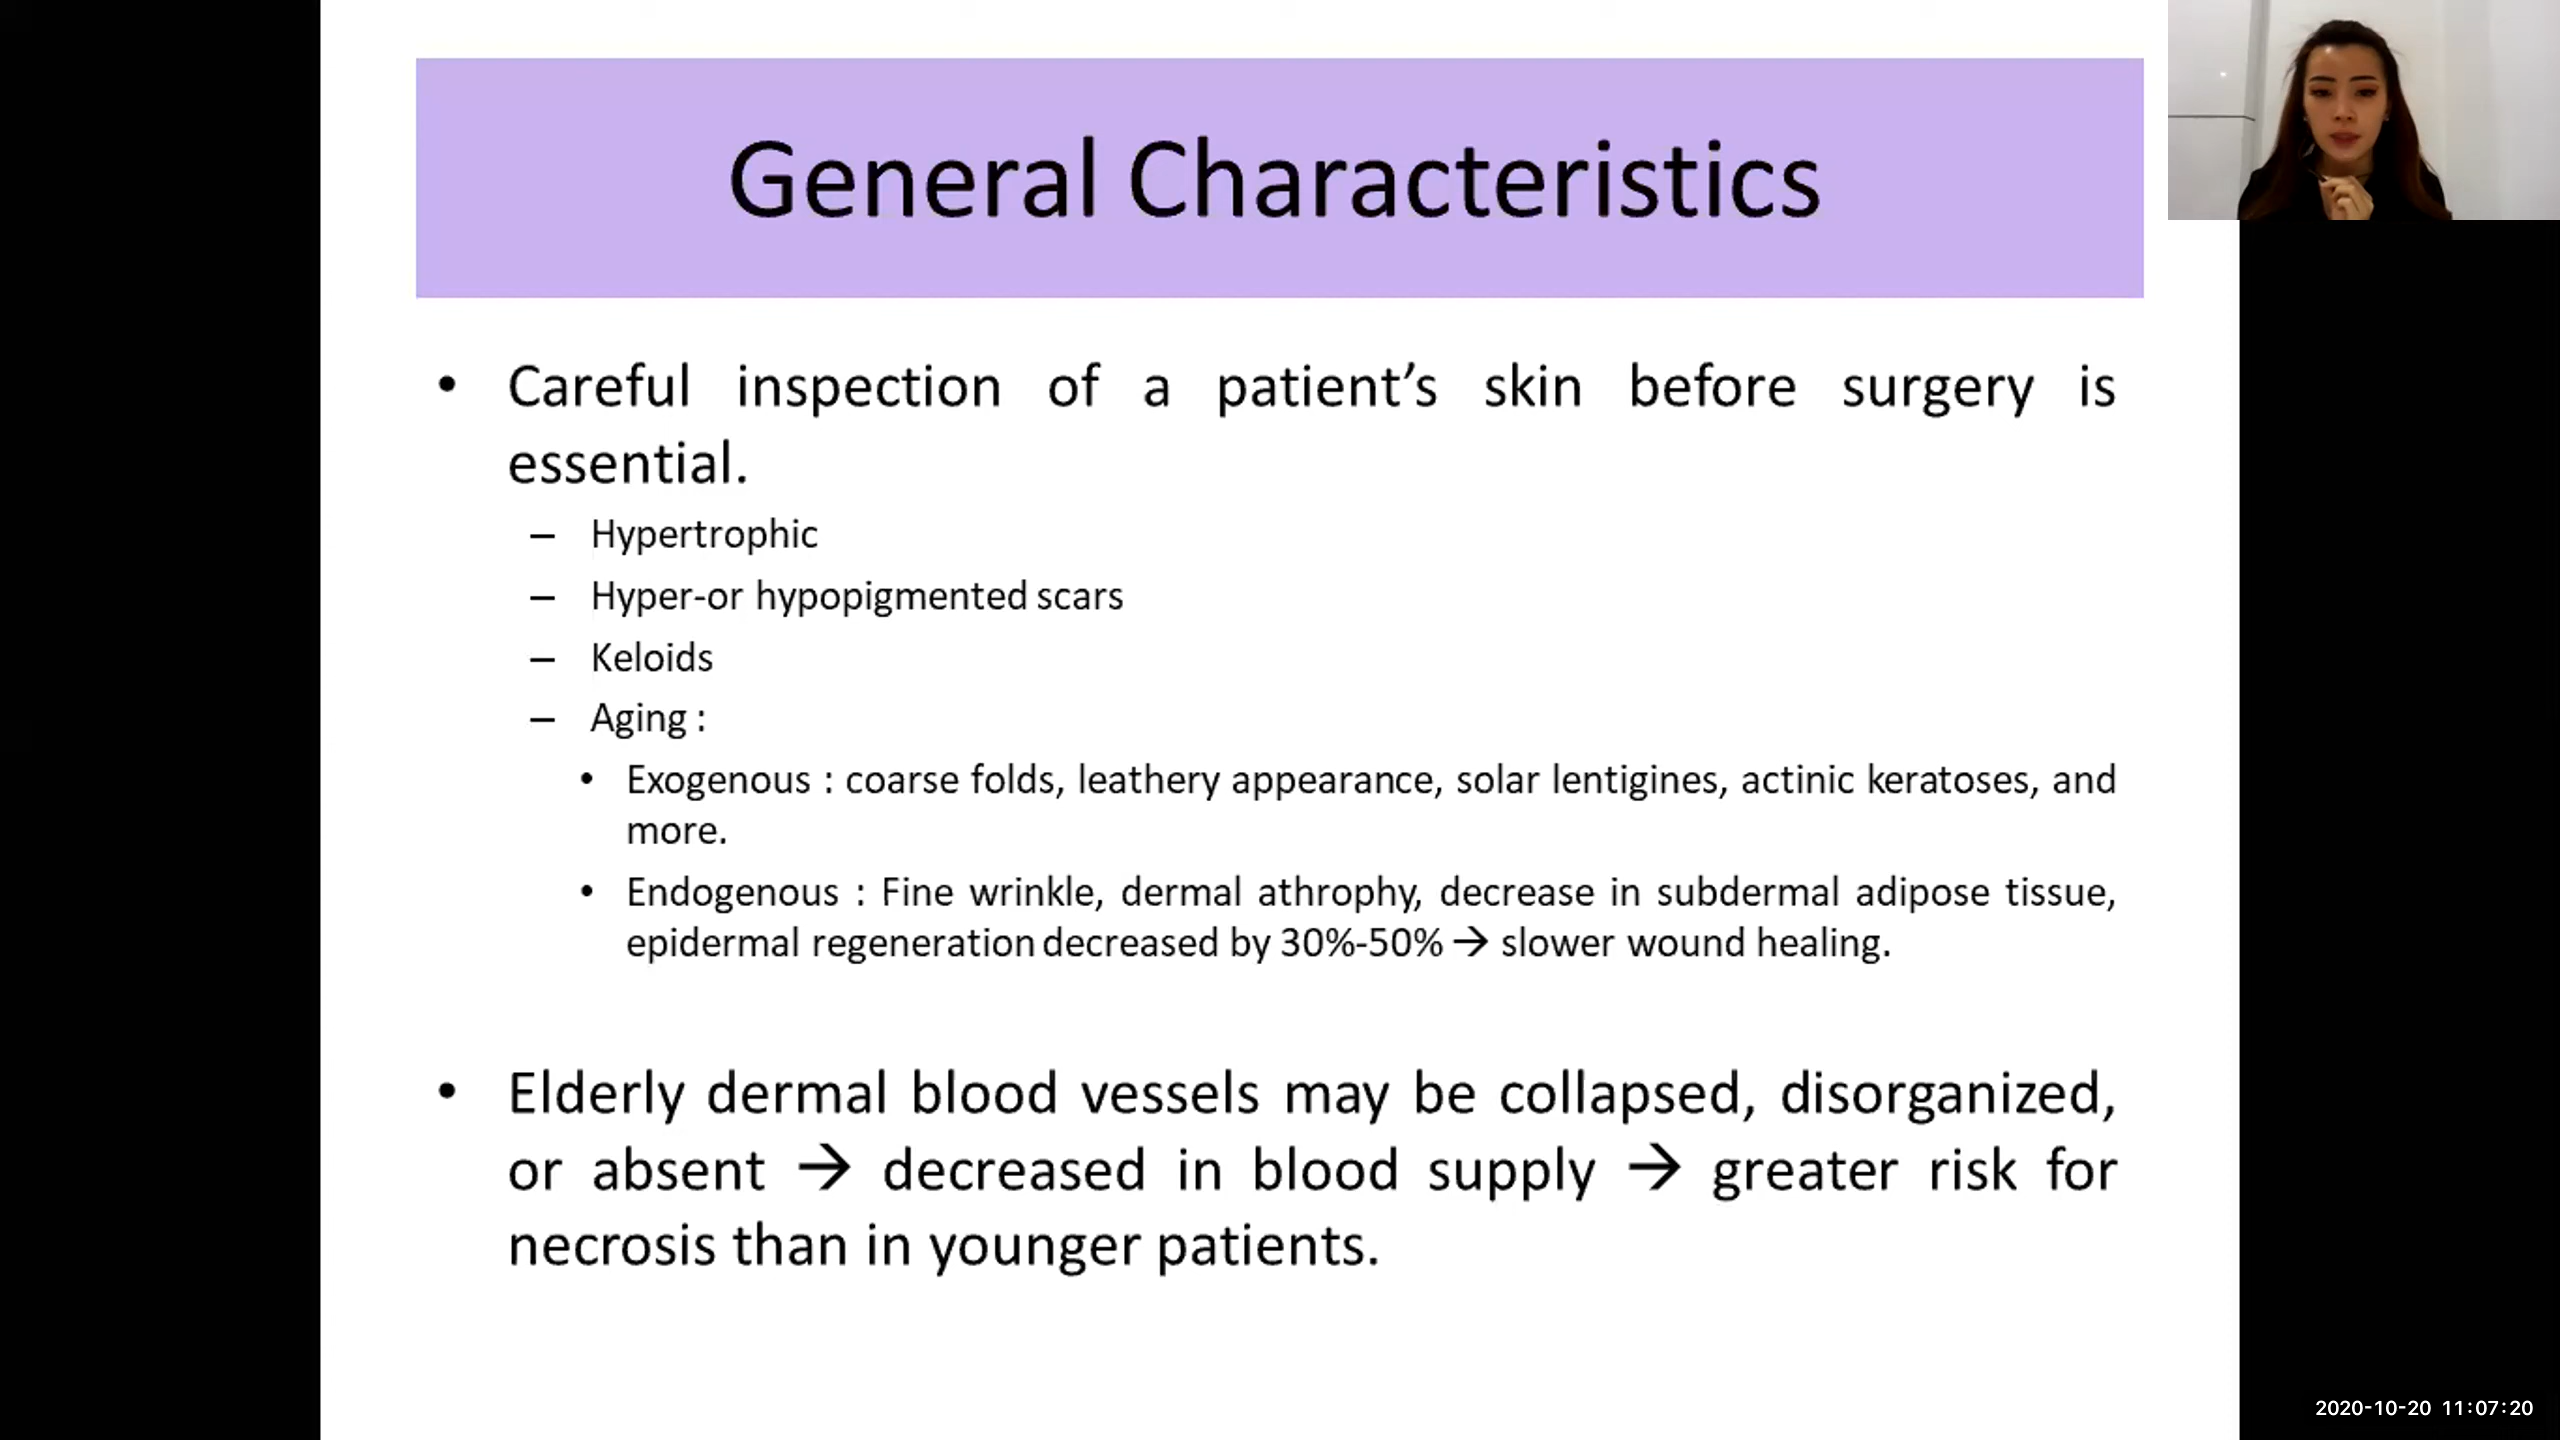 General Characteristics
• Careful inspection of a patient’s skin before surgery is
essential.
– Hypertrophic
– Hyper-or hypopigmented scars
– Keloids
– Aging :
• Exogenous : coarse folds, leathery appearance, solar lentigines, actinic keratoses, and
more.
• Endogenous : Fine wrinkle, dermal athrophy, decrease in subdermal adipose tissue,
epidermal regeneration decreased by 30%-50% → slower wound healing.
• Elderly dermal blood vessels may be collapsed, disorganized,
or absent → decreased in blood supply → greater risk for
necrosis than in younger patients.
2020-10-20 11:07:20